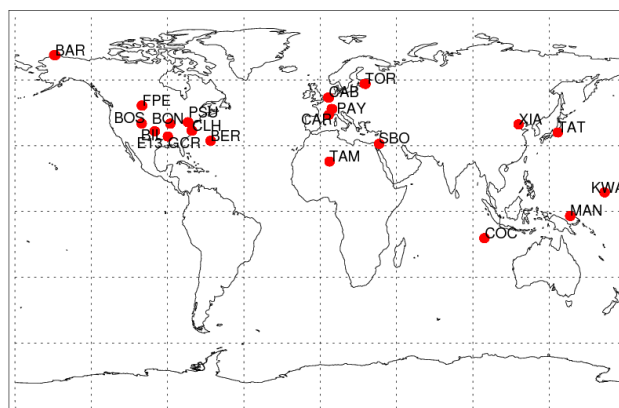 BAR
TOR
CAB
FPE
PAY
PSU
BOS
BON
CAR
XIA
CLH
BIL
TAT
E13
GCR
BER
SBO
TAM
KWA
MAN
COC